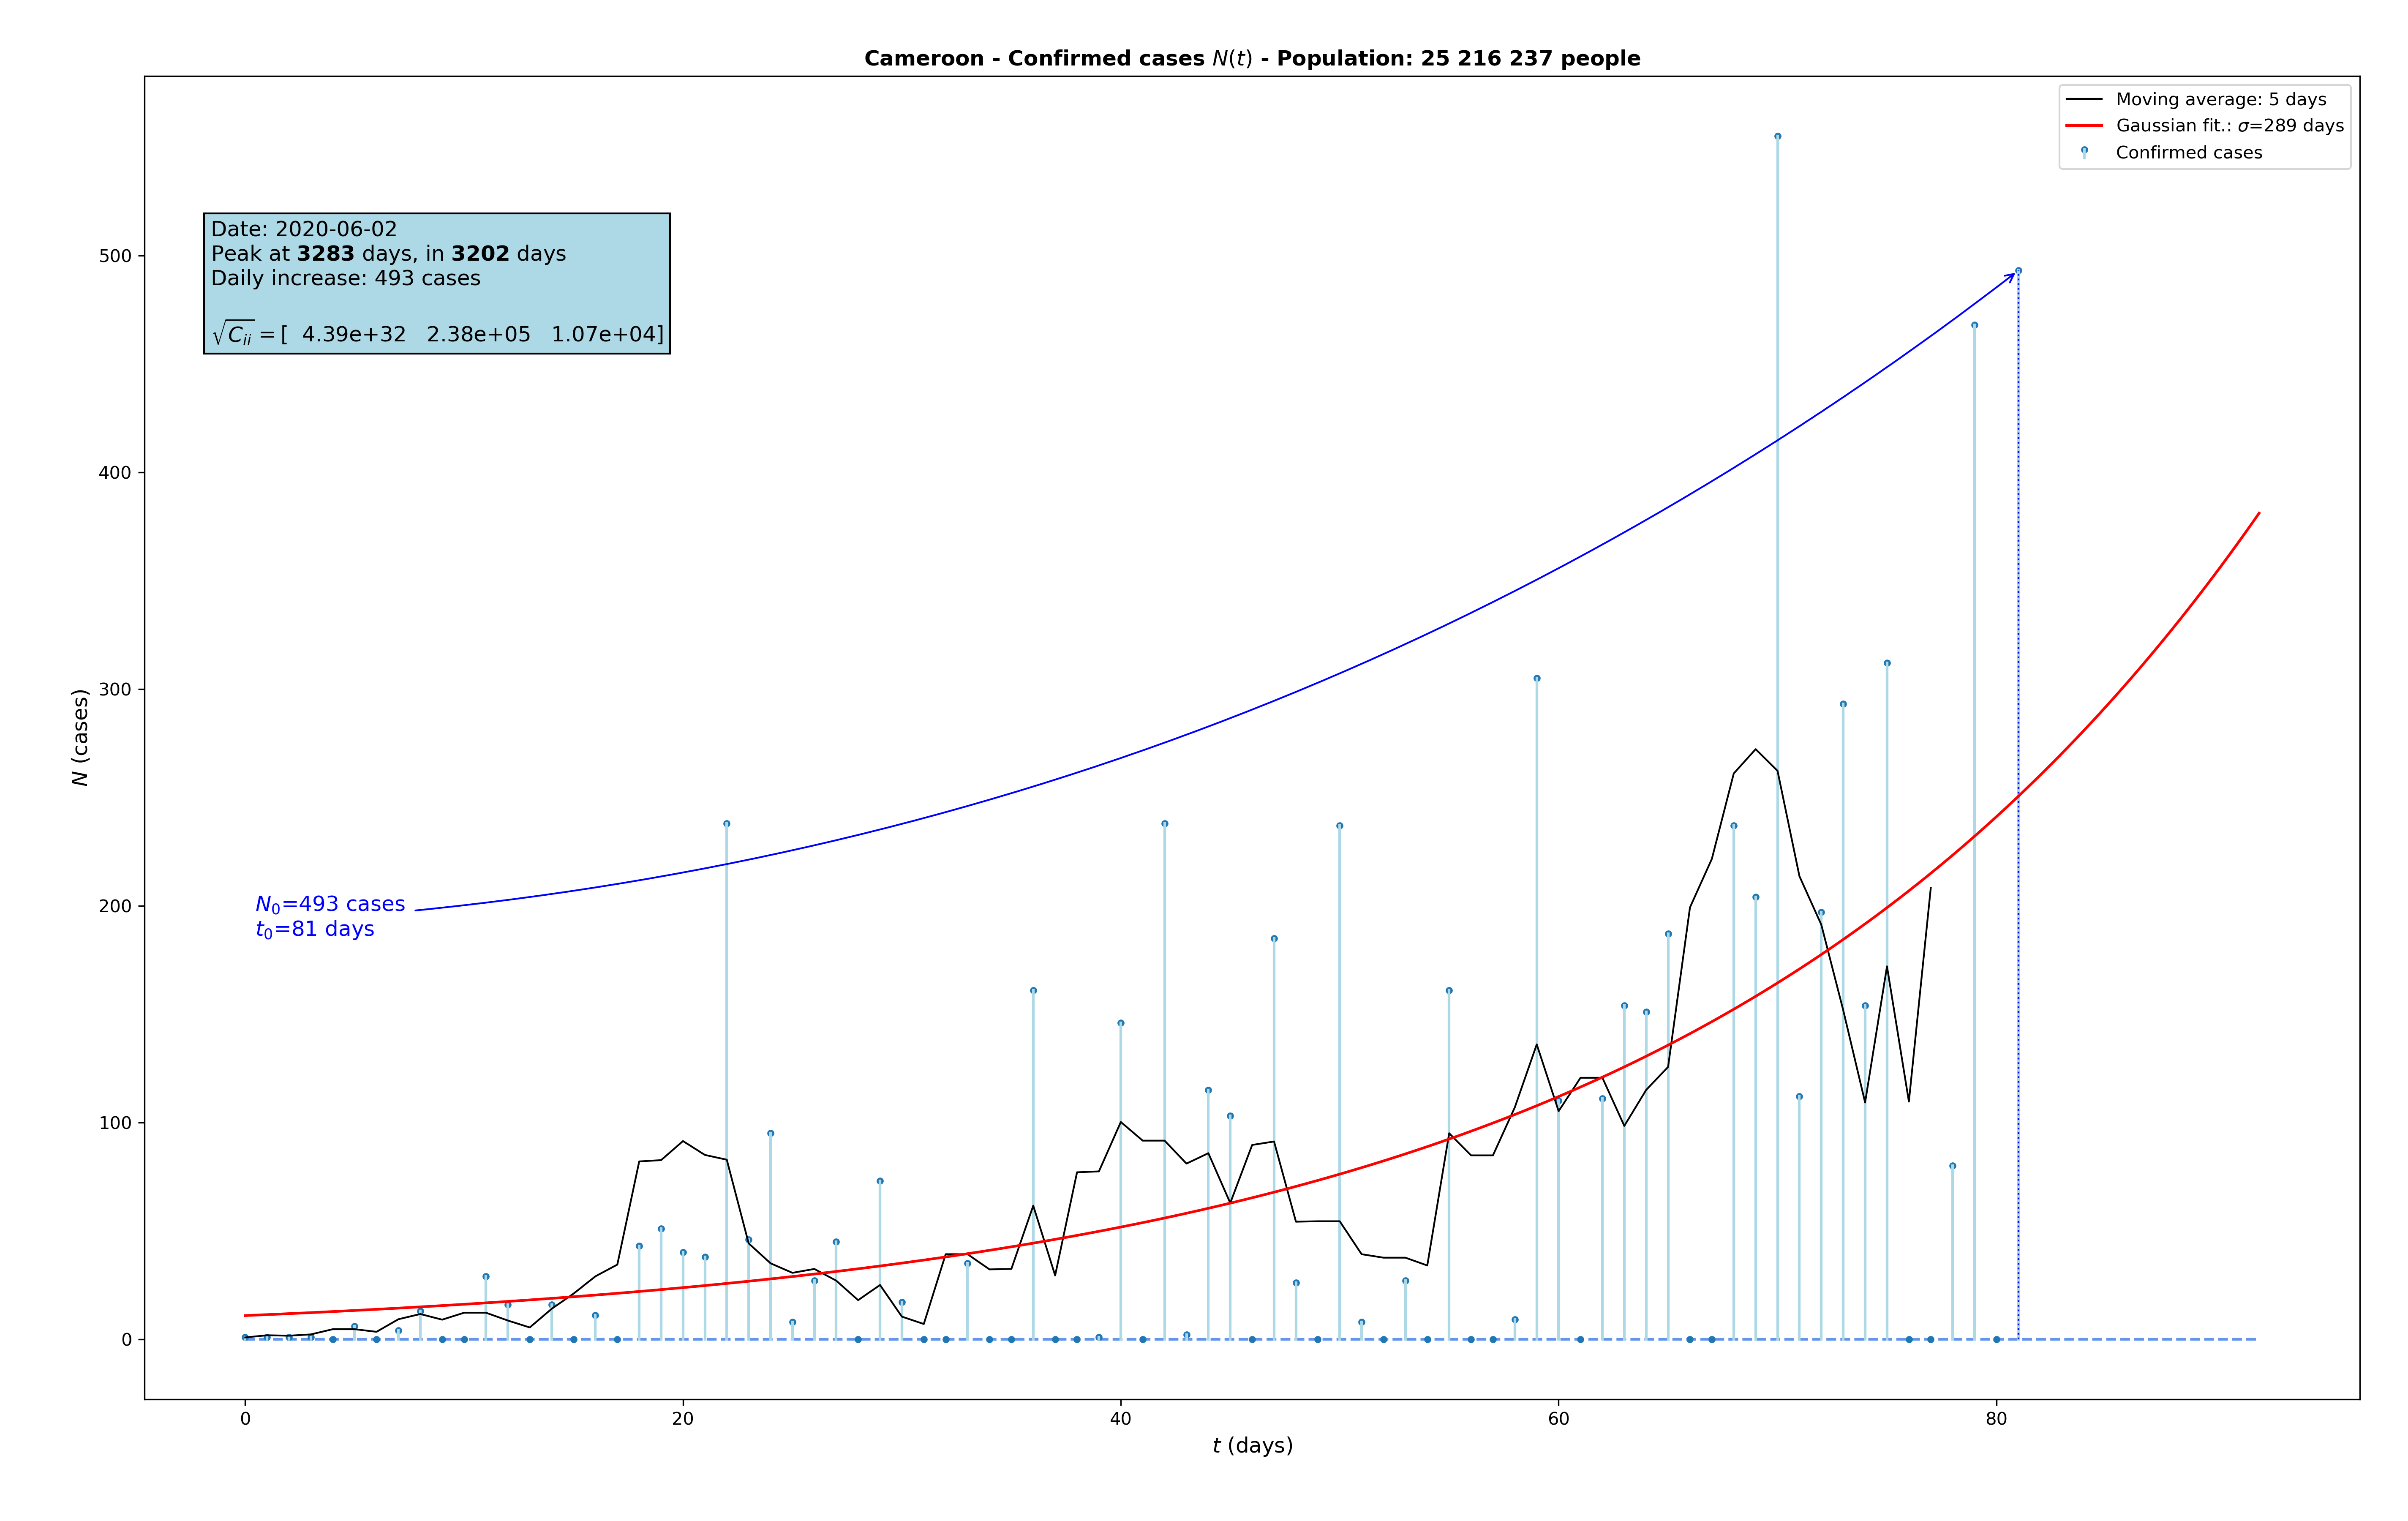 Cameroon - Confirmed cases N(t) - Population: 25 216 237 people
Moving average: 5 days
Gaussian fit.: σ=289 days
Confirmed cases
Date: 2020-06-02
Peak at 3283 days, in 3202 days
Daily increase: 493 cases
√Cii = [ 4.39e+32 2.38e+05 1.07e+04]
N0=493 cases
t0=81 days
N (cases)
500
400
300
200
100
0
0 20 40 60 80
t (days)